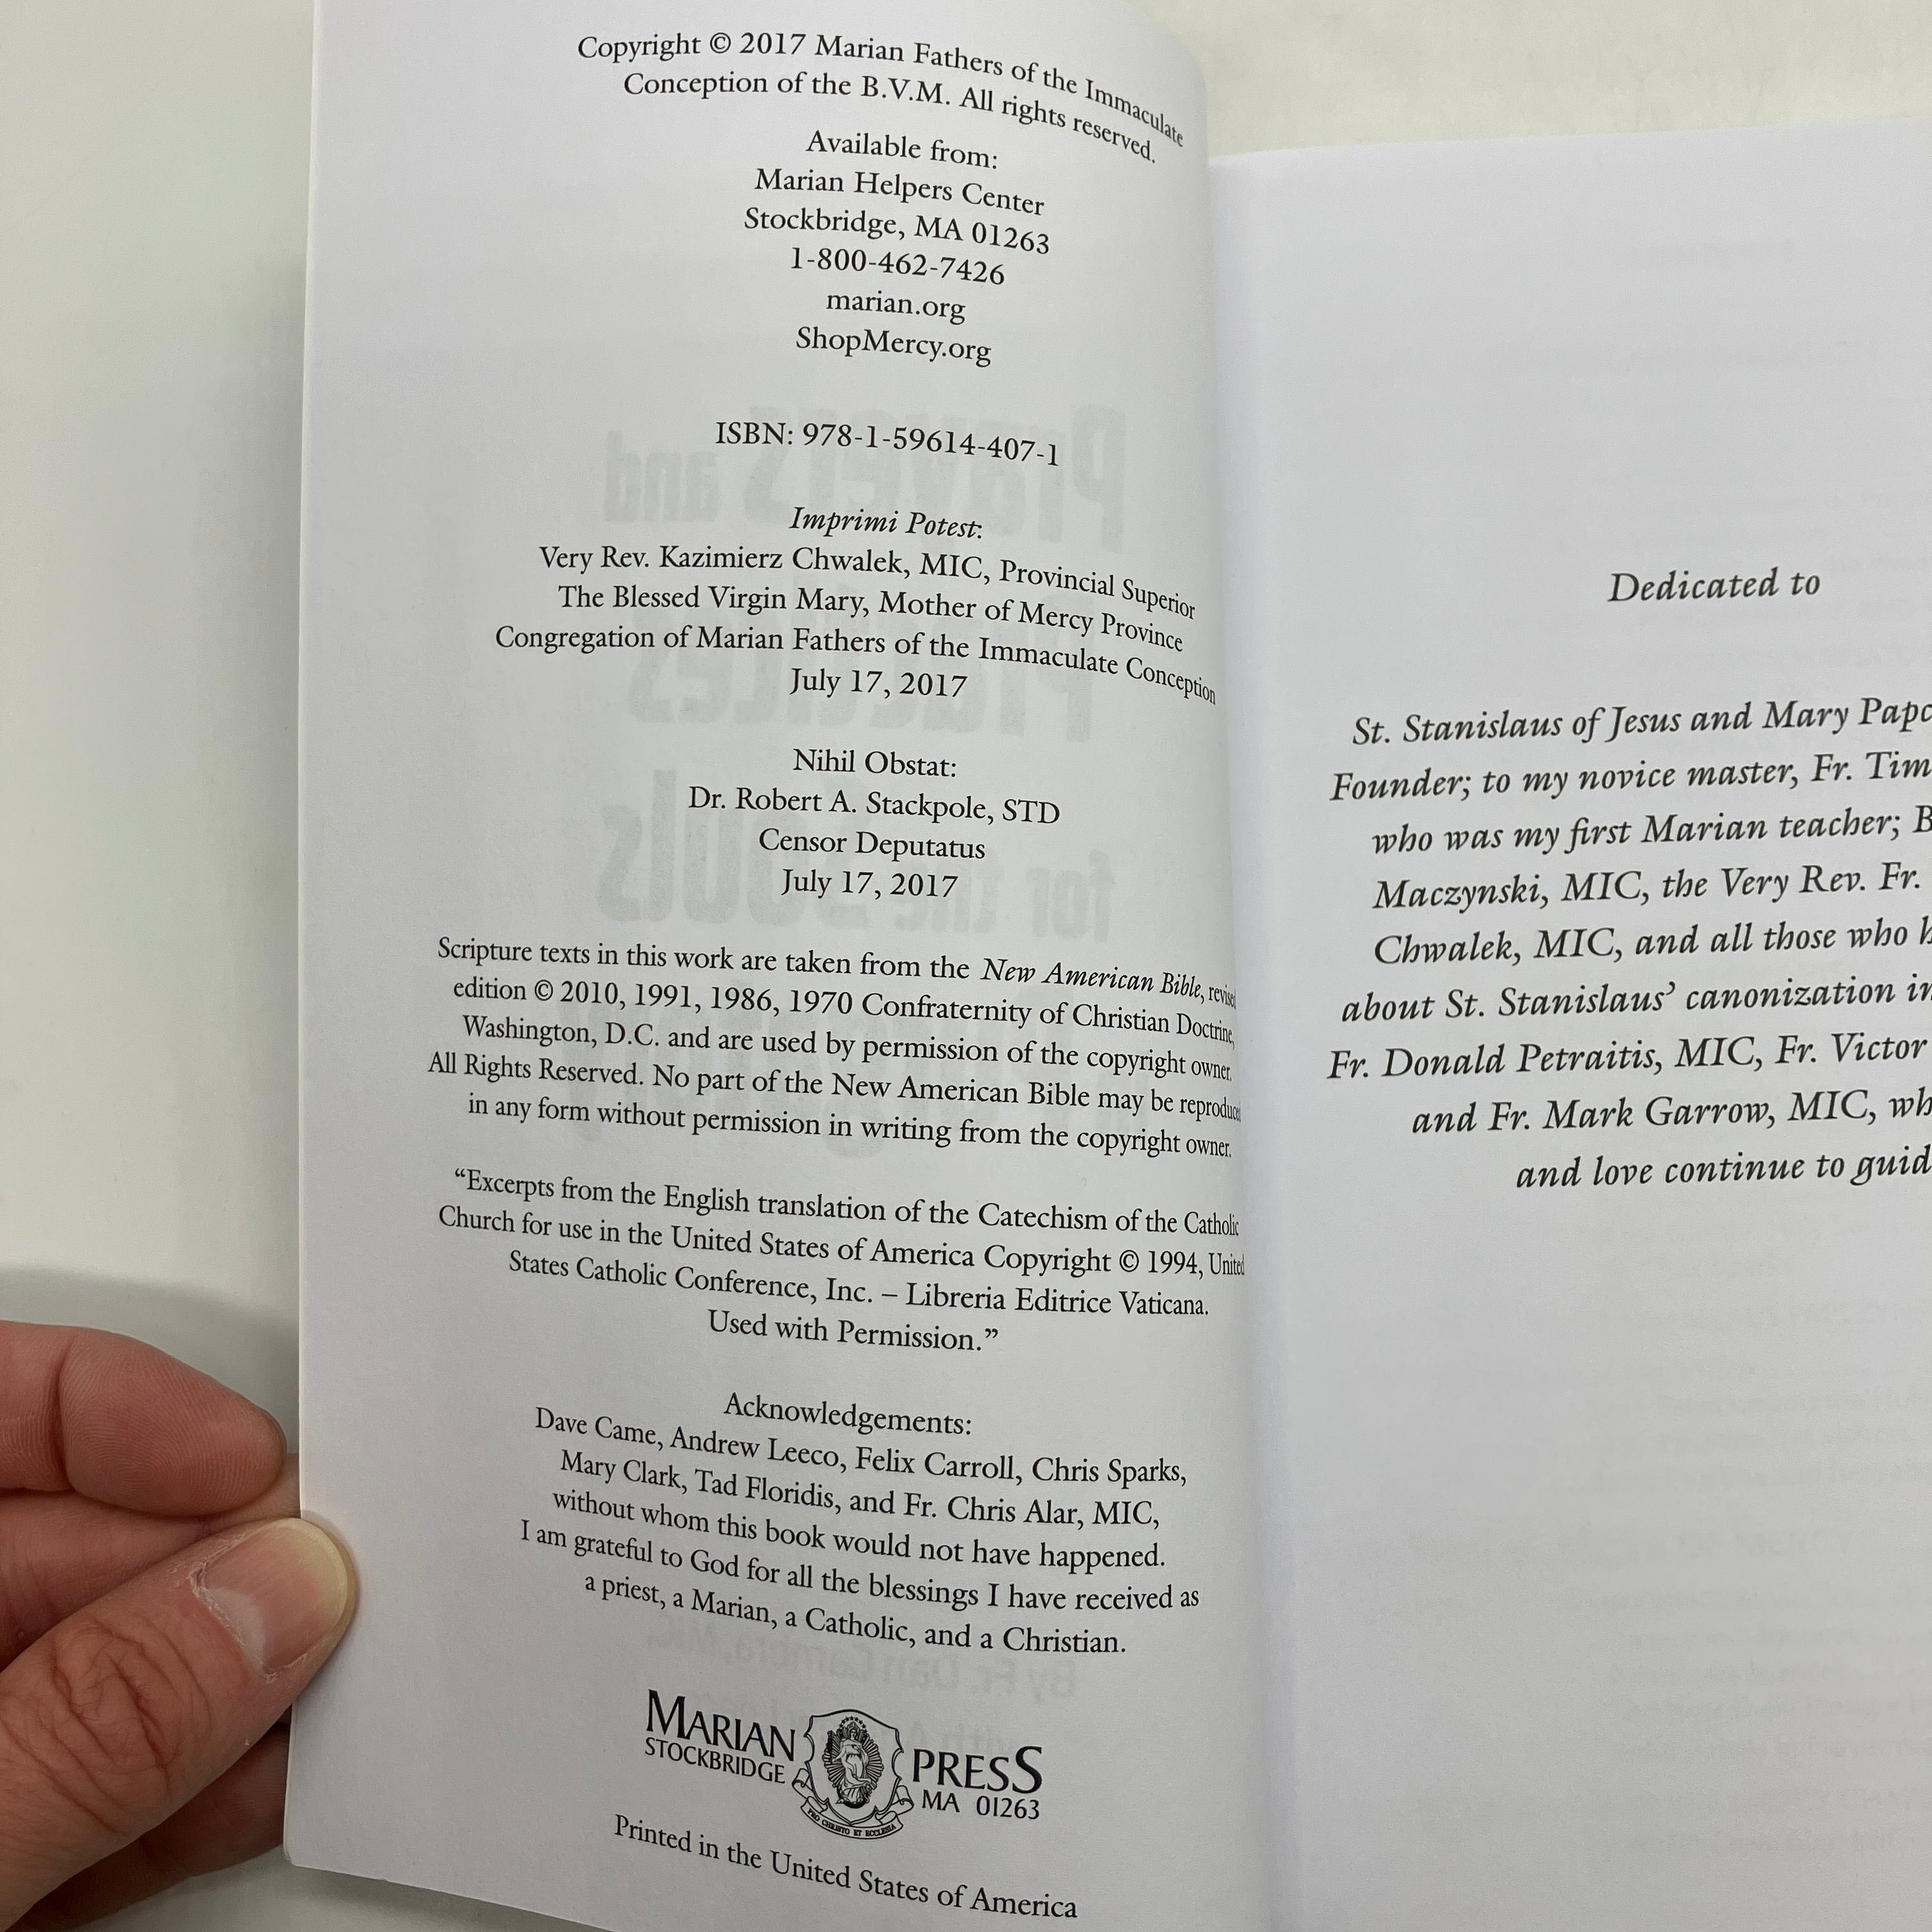 Copyright © 2017 Marian Fathers of the Immaculate
Conception of the B.V.M. All rights reserved.
Available from:
Marian Helpers Center
Stockbridge, MA 01263
1-800-462-7426
marian.org
ShopMercy.org
ISBN: 978-1-59614-407-1
Imprimi Potest:
Very Rev. Kazimierz Chwalek, MIC, Provincial Superior
The Blessed Virgin Mary, Mother of Mercy Province
Congregation of Marian Fathers of the Immaculate Conception
July 17, 2017
Nihil Obstat:
Dr. Robert A. Stackpole, STD
Censor Deputatus
July 17, 2017
Scripture texts in this work are taken from the New American Bible, revised
edition © 2010, 1991, 1986, 1970 Confraternity of Christian Doctrine,
Washington, D.C. and are used by permission of the copyright owner.
All Rights Reserved. No part of the New American Bible may be reproduced
in any form without permission in writing from the copyright owner.
“Excerpts from the English translation of the Catechism of the Catholic
Church for use in the United States of America Copyright © 1994, United
States Catholic Conference, Inc. – Libreria Editrice Vaticana.
Used with Permission.”
Acknowledgements:
Dave Came, Andrew Leeco, Felix Carroll, Chris Sparks,
Mary Clark, Tad Floridis, and Fr. Chris Alar, MIC,
without whom this book would not have happened.
I am grateful to God for all the blessings I have received as
a priest, a Marian, a Catholic, and a Christian.
MARIAN PRESS
STOCKBRIDGE MA 01263
PRO CHRISTO ET ECCLESIA
Printed in the United States of America
Dedicated to
St. Stanislaus of Jesus and Mary Papc
Founder; to my novice master, Fr. Tim
who was my first Marian teacher; B
Maczynski, MIC, the Very Rev. Fr.
Chwalek, MIC, and all those who h
about St. Stanislaus’ canonization in
Fr. Donald Petraitis, MIC, Fr. Victor
and Fr. Mark Garrow, MIC, wh
and love continue to guid